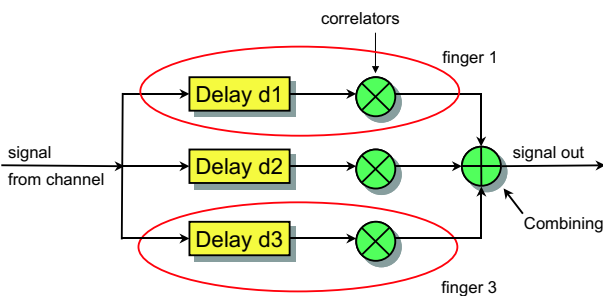 correlators
finger 1
Delay d1
signal
from channel
Delay d2
signal out
Combining
Delay d3
finger 3